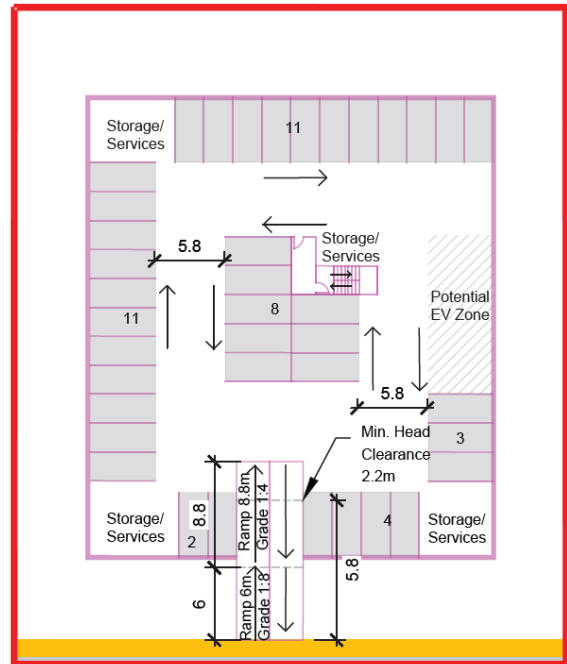 Storage/
Services
11
5.8
Storage/
Services
11
8
Potential
EV Zone
5.8
Min. Head
Clearance
2.2m
3
8.8
Ramp 8.8m
Grade 1:4
Storage/
Services
2
4
Storage/
Services
5.8
6
Ramp 6m
Grade 1:8